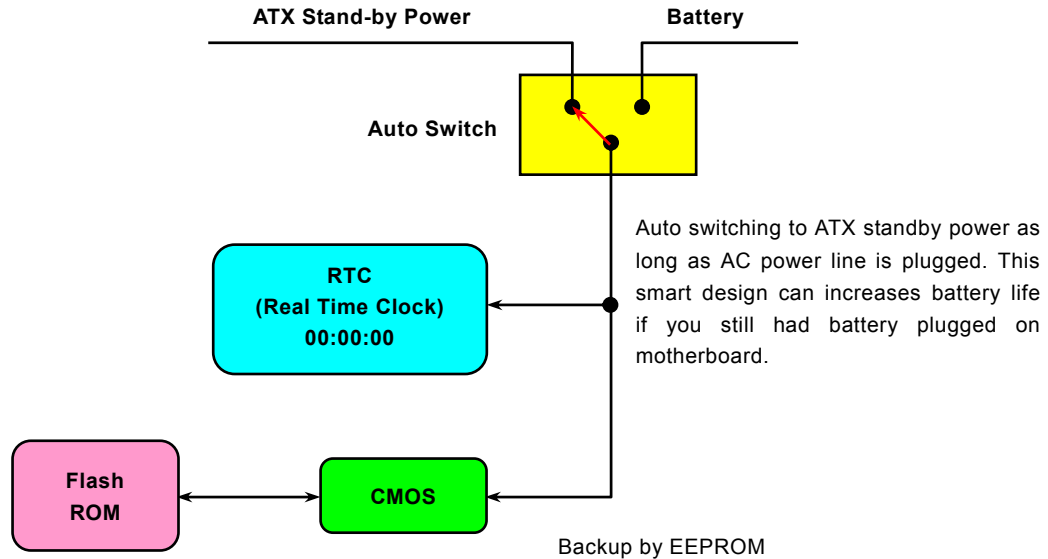 ATX Stand-by Power
Battery
Auto Switch
Auto switching to ATX standby power as
long as AC power line is plugged. This
smart design can increases battery life
if you still had battery plugged on
motherboard.
RTC
(Real Time Clock)
00:00:00
Flash
ROM
CMOS
Backup by EEPROM